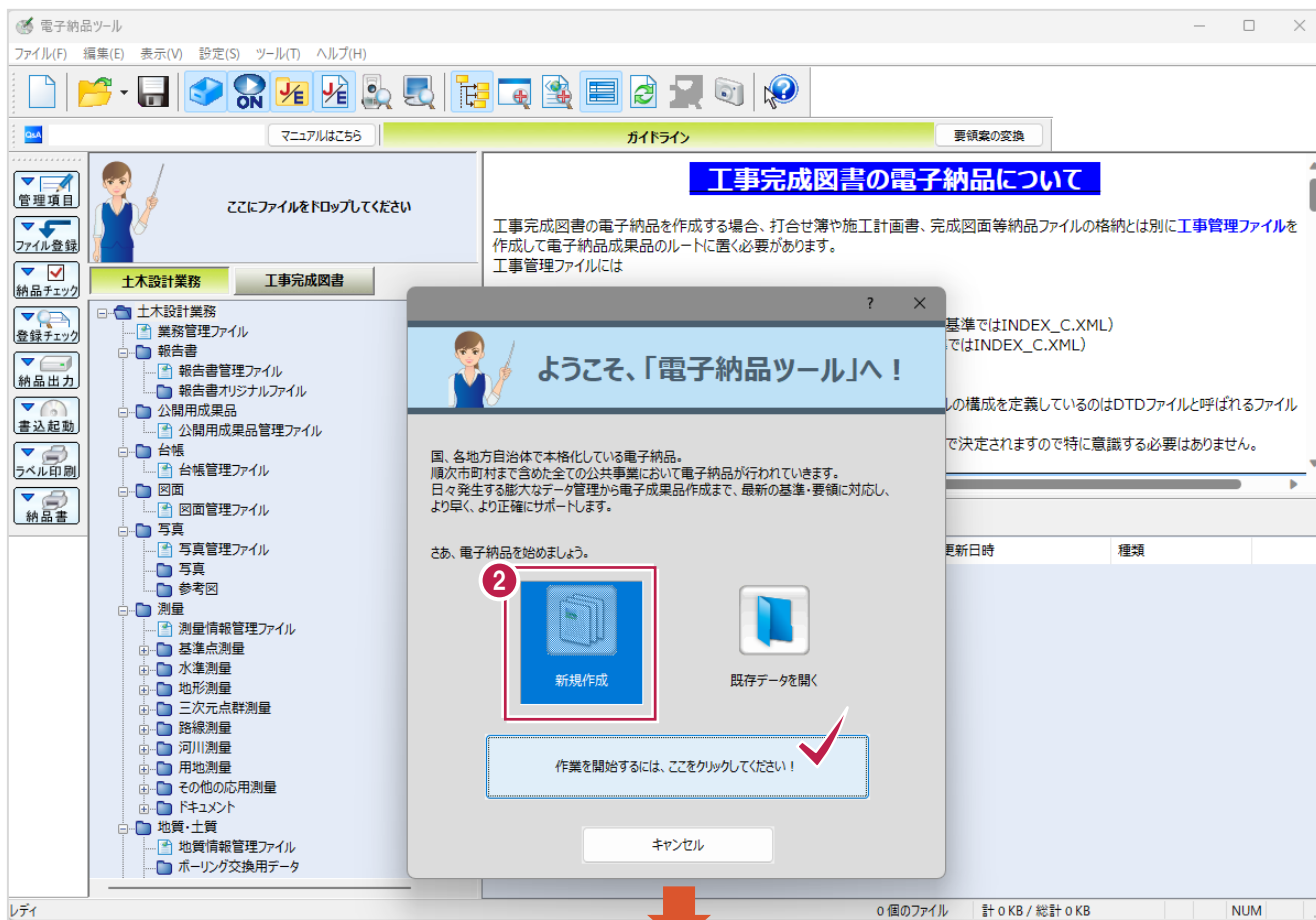 電子納品ツール
ファイル(F) 編集(E) 表示(V) 設定(S) ツール(T) ヘルプ(H)
ON
J/E
J/E
Q&A
マニュアルはこちら
ガイドライン
要領案の変換
管理項目
ファイル登録
納品チェック
登録チェック
納品出力
書込起動
ラベル印刷
納品書
ここにファイルをドロップしてください
土木設計業務
工事完成図書
土木設計業務
業務管理ファイル
報告書
報告書管理ファイル
報告書オリジナルファイル
公開用成果品
公開用成果品管理ファイル
台帳
台帳管理ファイル
図面
図面管理ファイル
写真
写真管理ファイル
写真
参考図
測量
測量情報管理ファイル
基準点測量
水準測量
地形測量
三次元点群測量
路線測量
河川測量
用地測量
その他の応用測量
ドキュメント
地質・土質
地質情報管理ファイル
ボーリング交換用データ
工事完成図書の電子納品について
工事完成図書の電子納品を作成する場合、打合せ簿や施工計画書、完成図面等納品ファイルの格納とは別に工事管理ファイルを
作成して電子納品成果品のルートに置く必要があります。
工事管理ファイルには
基準ではINDEX_C.XML）
ではINDEX_C.XML）
ルの構成を定義しているのはDTDファイルと呼ばれるファイル
で決定されますので特に意識する必要はありません。
更新日時
種類
?
ようこそ、「電子納品ツール」へ！
国、各地方自治体で本格化している電子納品。
順次市町村まで含めた全ての公共事業において電子納品が行われていきます。
日々発生する膨大なデータ管理から電子成果品作成まで、最新の基準・要領に対応し、
より早く、より正確にサポートします。
さあ、電子納品を始めましょう。
2
新規作成
既存データを開く
作業を開始するには、ここをクリックしてください！
キャンセル
レディ
0 個のファイル
計 0 KB / 総計 0 KB
NUM